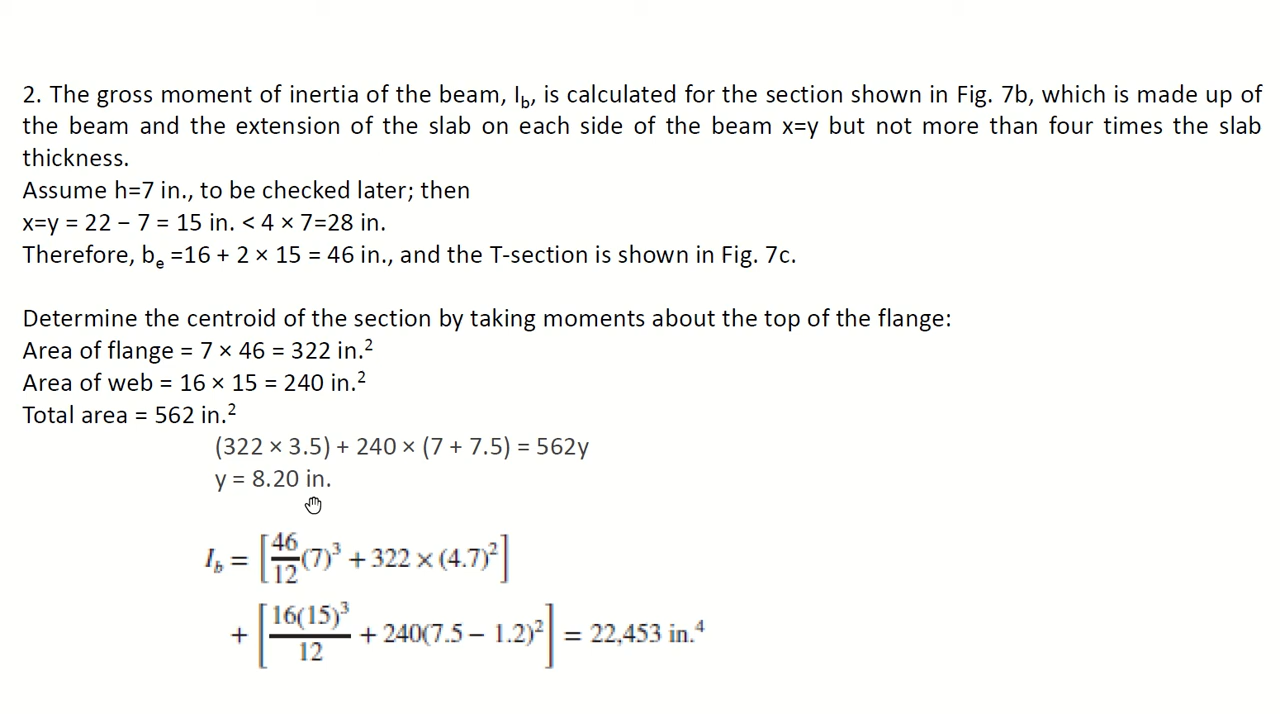 2. The gross moment of inertia of the beam, I_b, is calculated for the section shown in Fig. 7b, which is made up of
the beam and the extension of the slab on each side of the beam x=y but not more than four times the slab
thickness.
Assume h=7 in., to be checked later; then
x=y = 22 − 7 = 15 in. < 4 × 7=28 in.
Therefore, b_e =16 + 2 × 15 = 46 in., and the T-section is shown in Fig. 7c.
Determine the centroid of the section by taking moments about the top of the flange:
Area of flange = 7 × 46 = 322 in.²
Area of web = 16 × 15 = 240 in.²
Total area = 562 in.²
(322 × 3.5) + 240 × (7 + 7.5) = 562y
y = 8.20 in.
I_b = [46/12 (7)³ + 322 × (4.7)²]
+ [16(15)³/12 + 240(7.5 − 1.2)²] = 22,453 in.⁴